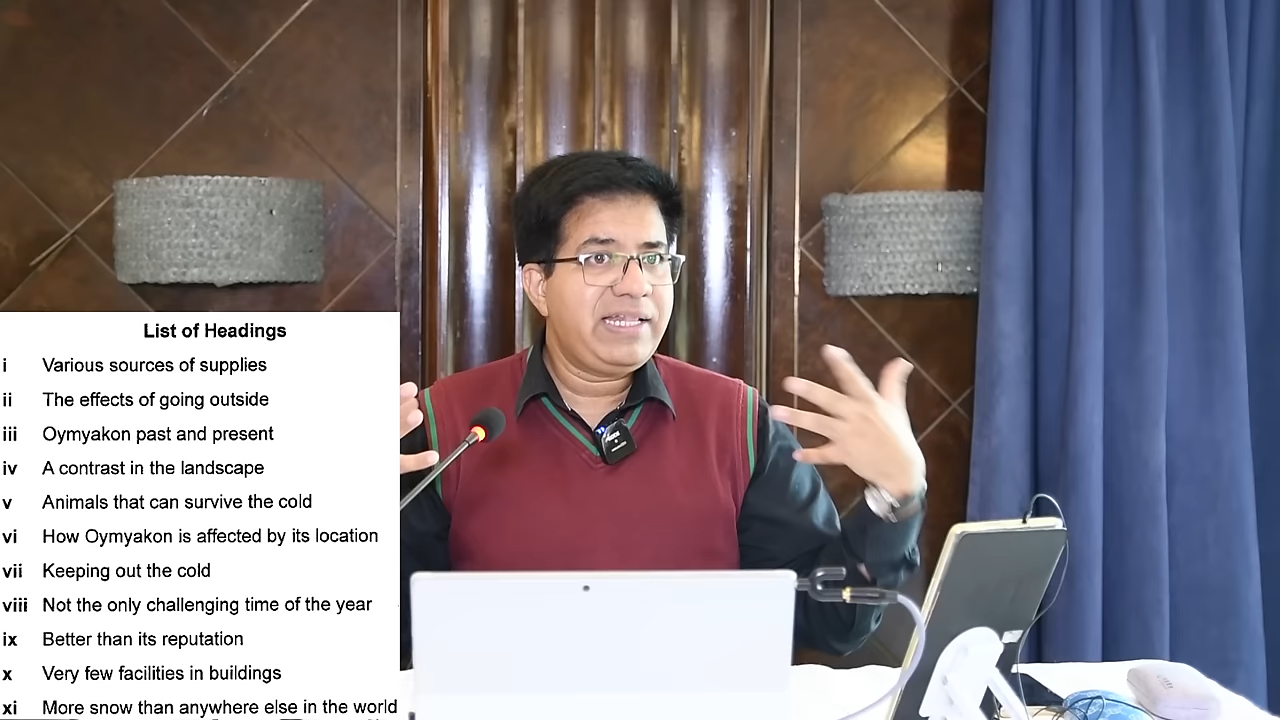 List of Headings
i Various sources of supplies
ii The effects of going outside
iii Oymyakon past and present
iv A contrast in the landscape
v Animals that can survive the cold
vi How Oymyakon is affected by its location
vii Keeping out the cold
viii Not the only challenging time of the year
ix Better than its reputation
x Very few facilities in buildings
xi More snow than anywhere else in the world